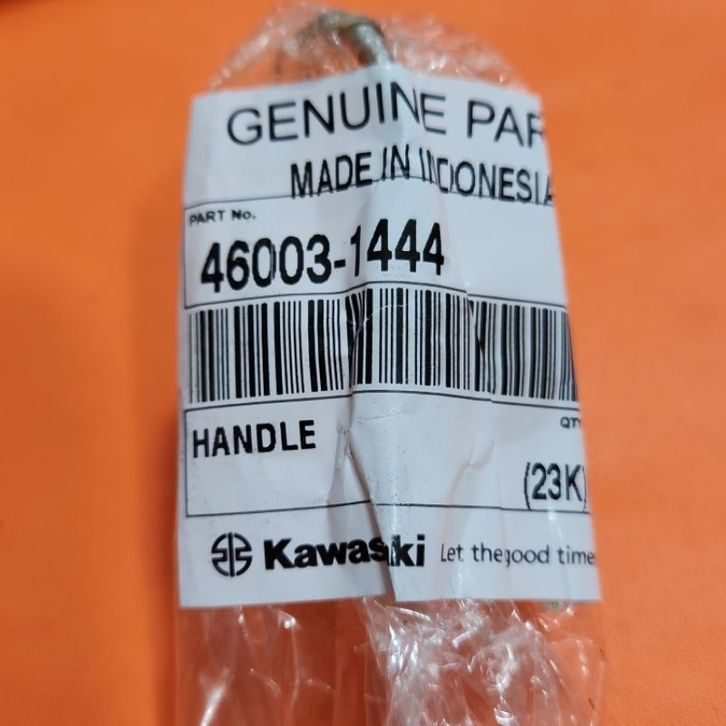 GENUINE PAR
MADE IN INDONESIA
PART No.
46003-1444
HANDLE
QTY
(23K)
Kawasaki Let the good time